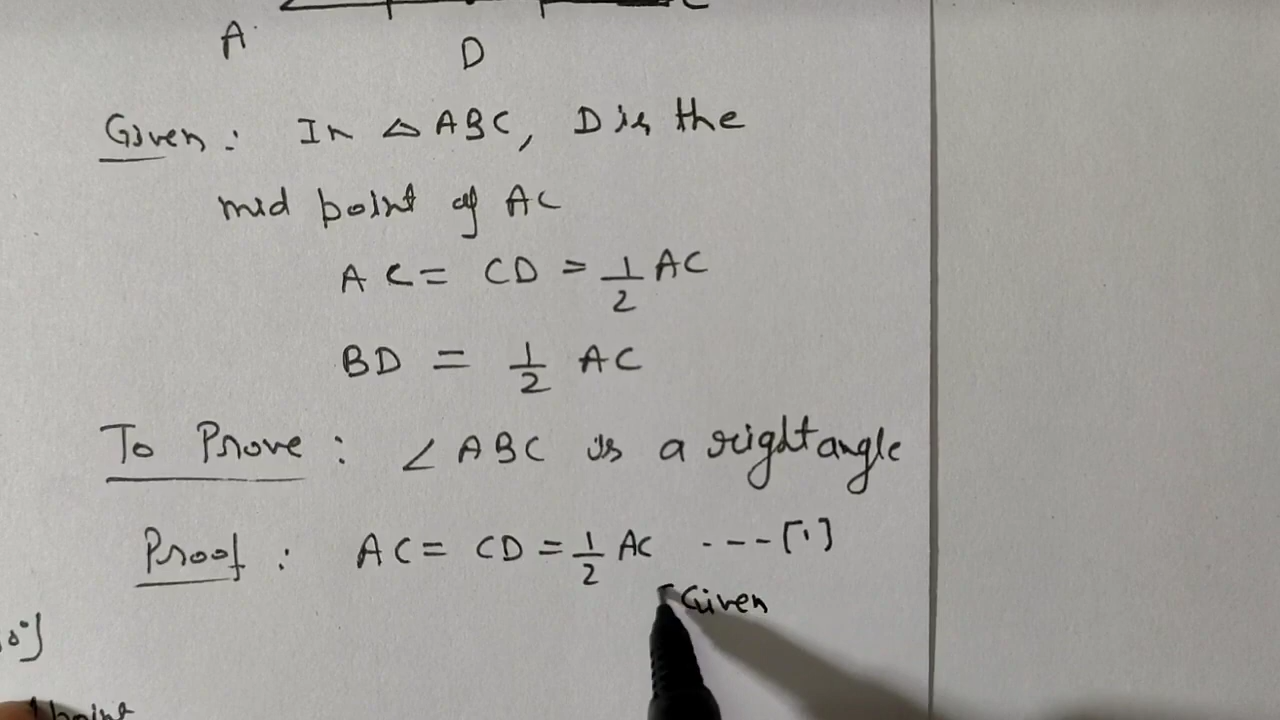 A D
Given: In △ ABC, D is the
mid point of AC
AC = CD = 1/2 AC
BD = 1/2 AC
To Prove: ∠ ABC is a right angle
Proof: AC = CD = 1/2 AC ---[1]
[Given